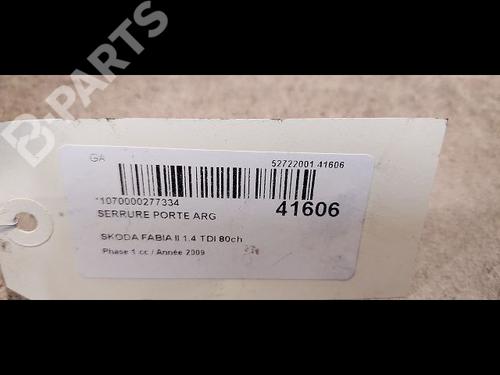 B-PARTS
GA
52722001 41606
*1070000277334
41606
SERRURE PORTE ARG
SKODA FABIA II 1.4 TDI 80ch
Phase 1 cc / Année 2009